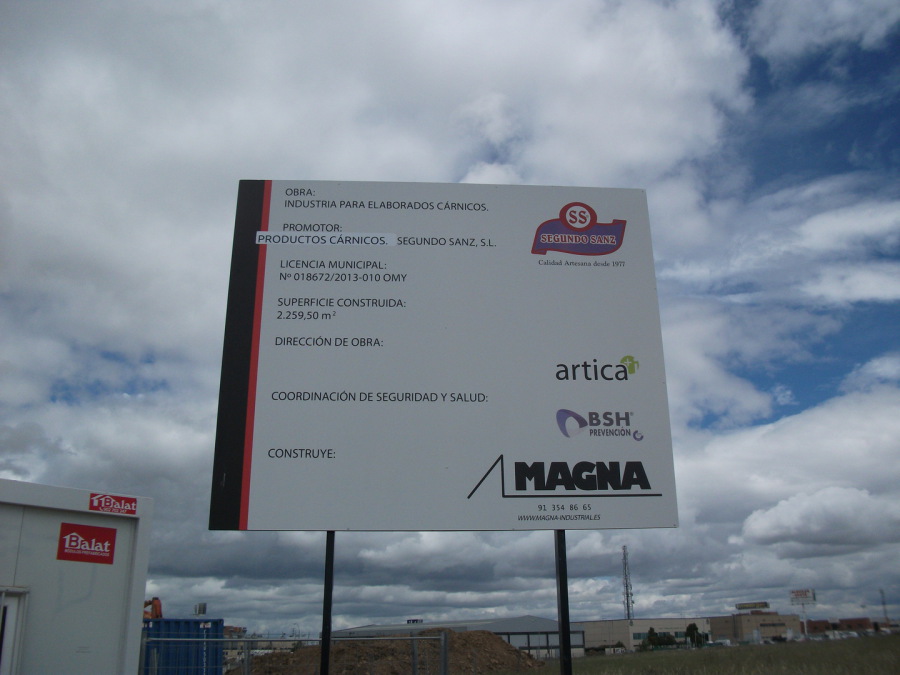 OBRA:
INDUSTRIA PARA ELABORADOS CÁRNICOS.
PROMOTOR:
PRODUCTOS CÁRNICOS. SEGUNDO SANZ, S.L.
LICENCIA MUNICIPAL:
Nº 018672/2013-010 OMY
SUPERFICIE CONSTRUIDA:
2.259,50 m²
DIRECCIÓN DE OBRA:
COORDINACIÓN DE SEGURIDAD Y SALUD:
CONSTRUYE:
SS
SEGUNDO SANZ
Calidad Artesana desde 1977
artica
BSH®
PREVENCIÓN
MAGNA
91 354 86 65
WWW.MAGNA-INDUSTRIAL.ES
Balat
Balat